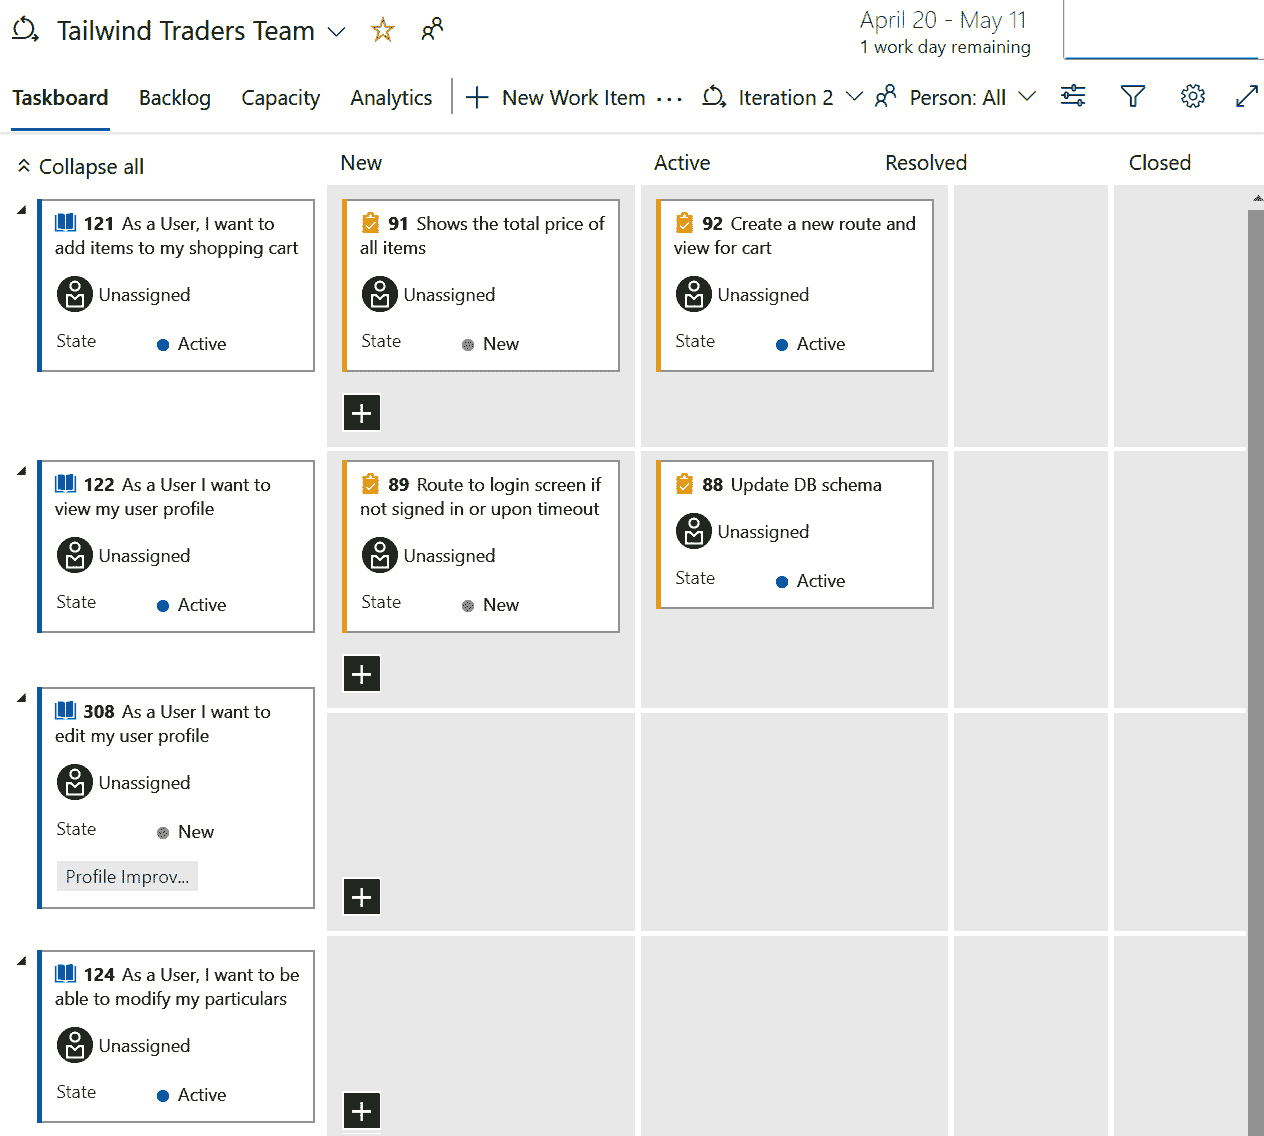 Tailwind Traders Team
April 20 - May 11
1 work day remaining
Taskboard
Backlog
Capacity
Analytics
New Work Item
Iteration 2
Person: All
Collapse all
New
Active
Resolved
Closed
121 As a User, I want to
add items to my shopping cart
Unassigned
State
Active
91 Shows the total price of
all items
Unassigned
State
New
92 Create a new route and
view for cart
Unassigned
State
Active
122 As a User I want to
view my user profile
Unassigned
State
Active
89 Route to login screen if
not signed in or upon timeout
Unassigned
State
New
88 Update DB schema
Unassigned
State
Active
308 As a User I want to
edit my user profile
Unassigned
State
New
Profile Improv...
124 As a User, I want to be
able to modify my particulars
Unassigned
State
Active